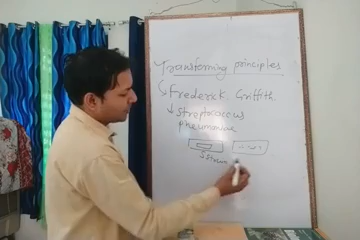 Transforming principles
↳ Frederick Griffith
↓ Streptococcus
pneumoniae
↳ Strain